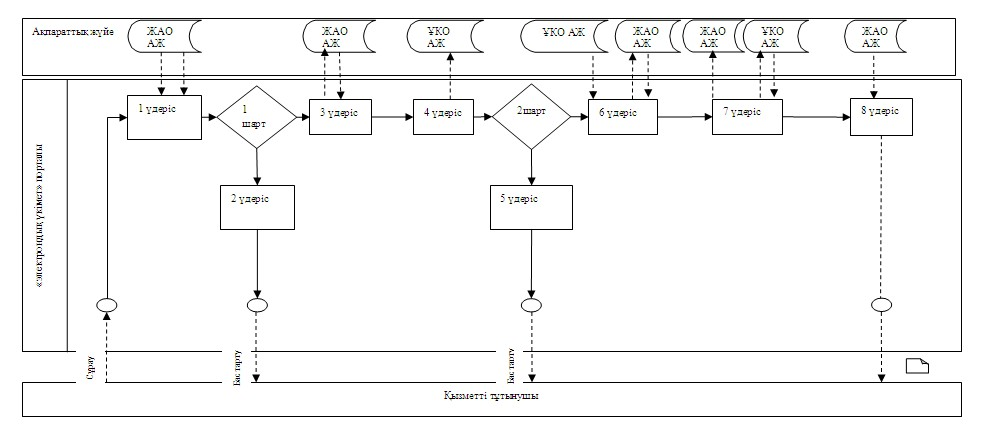 Ақпараттық жүйе
ЖАО
АЖ
ЖАО
АЖ
ҰКО
АЖ
ҰКО АЖ
ЖАО
АЖ
ЖАО
АЖ
ҰКО
АЖ
ЖАО
АЖ
«электрондық үкімет» порталы
1 үдеріс
1
шарт
3 үдеріс
4 үдеріс
2шарт
6 үдеріс
7 үдеріс
8 үдеріс
2 үдеріс
5 үдеріс
Сұрау
Бас тарту
Бас тарту
Қызметті тұтынушы